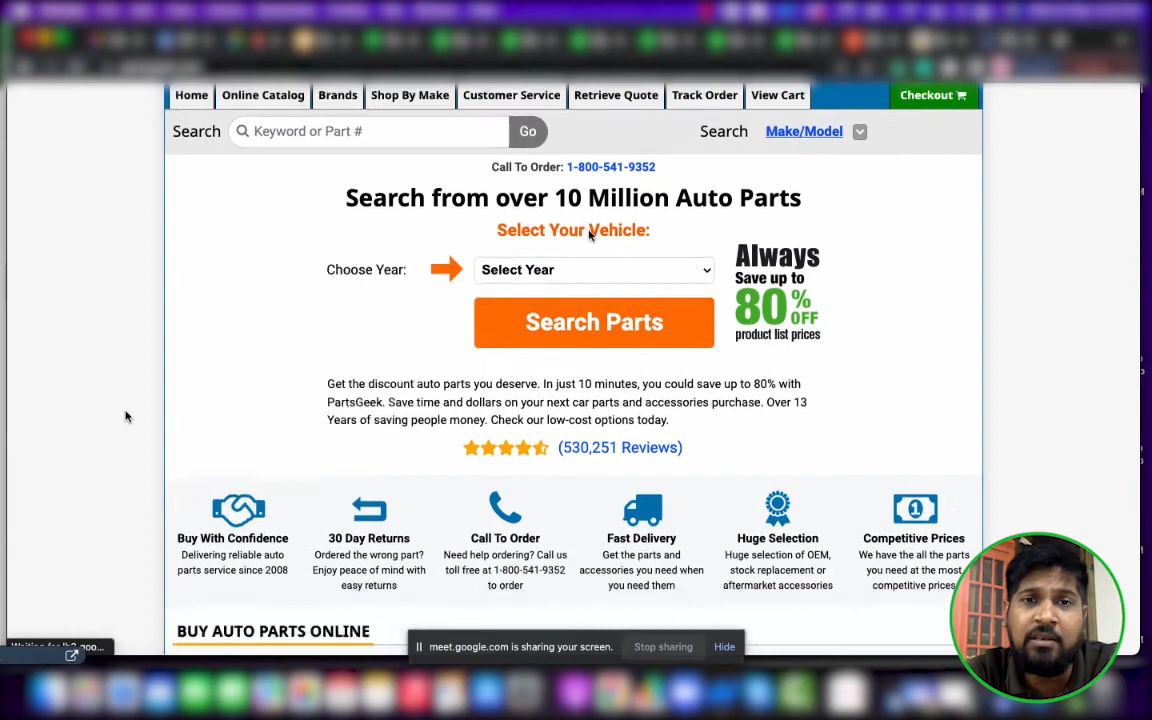 Home Online Catalog Brands Shop By Make Customer Service Retrieve Quote Track Order View Cart Checkout
Search Keyword or Part # Go Search Make/Model
Call To Order: 1-800-541-9352
Search from over 10 Million Auto Parts
Select Your Vehicle:
Choose Year: Select Year
Search Parts
Always
Save up to
80% OFF
product list prices
Get the discount auto parts you deserve. In just 10 minutes, you could save up to 80% with
PartsGeek. Save time and dollars on your next car parts and accessories purchase. Over 13
Years of saving people money. Check our low-cost options today.
(530,251 Reviews)
Buy With Confidence
Delivering reliable auto
parts service since 2008
30 Day Returns
Ordered the wrong part?
Enjoy peace of mind with
easy returns
Call To Order
Need help ordering? Call us
toll free at 1-800-541-9352
to order
Fast Delivery
Get the parts and
accessories you need when
you need them
Huge Selection
Huge selection of OEM,
stock replacement or
aftermarket accessories
Competitive Prices
1
We have all the parts
you need at the most
competitive prices
BUY AUTO PARTS ONLINE
meet.google.com is sharing your screen. Stop sharing Hide